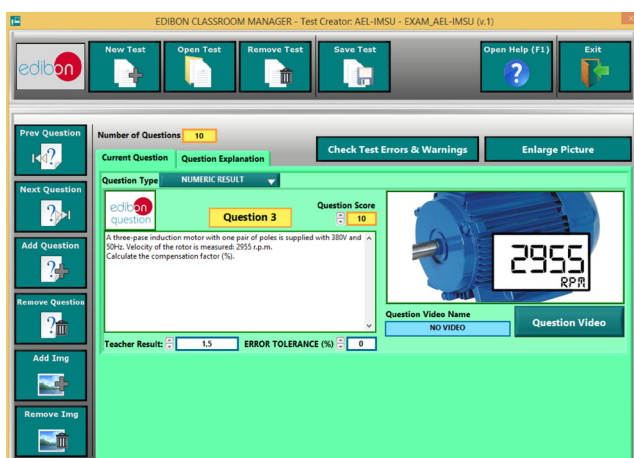 EDIBON CLASSROOM MANAGER - Test Creator: AEL-IMSU - EXAM_AEL-IMSU (v.1)
edibon
New Test
Open Test
Remove Test
Save Test
Open Help (F1)
Exit
Prev Question
Next Question
Add Question
Remove Question
Add Img
Remove Img
Number of Questions 10
Check Test Errors & Warnings
Enlarge Picture
Current Question
Question Explanation
Question Type NUMERIC RESULT
edibon
question
Question 3
Question Score
10
A three-pase induction motor with one pair of poles is supplied with 380V and
50Hz. Velocity of the rotor is measured: 2955 r.p.m.
Calculate the compensation factor (%).
Teacher Result: 1.5 ERROR TOLERANCE (%) 0
2955
RPM
Question Video Name
NO VIDEO
Question Video